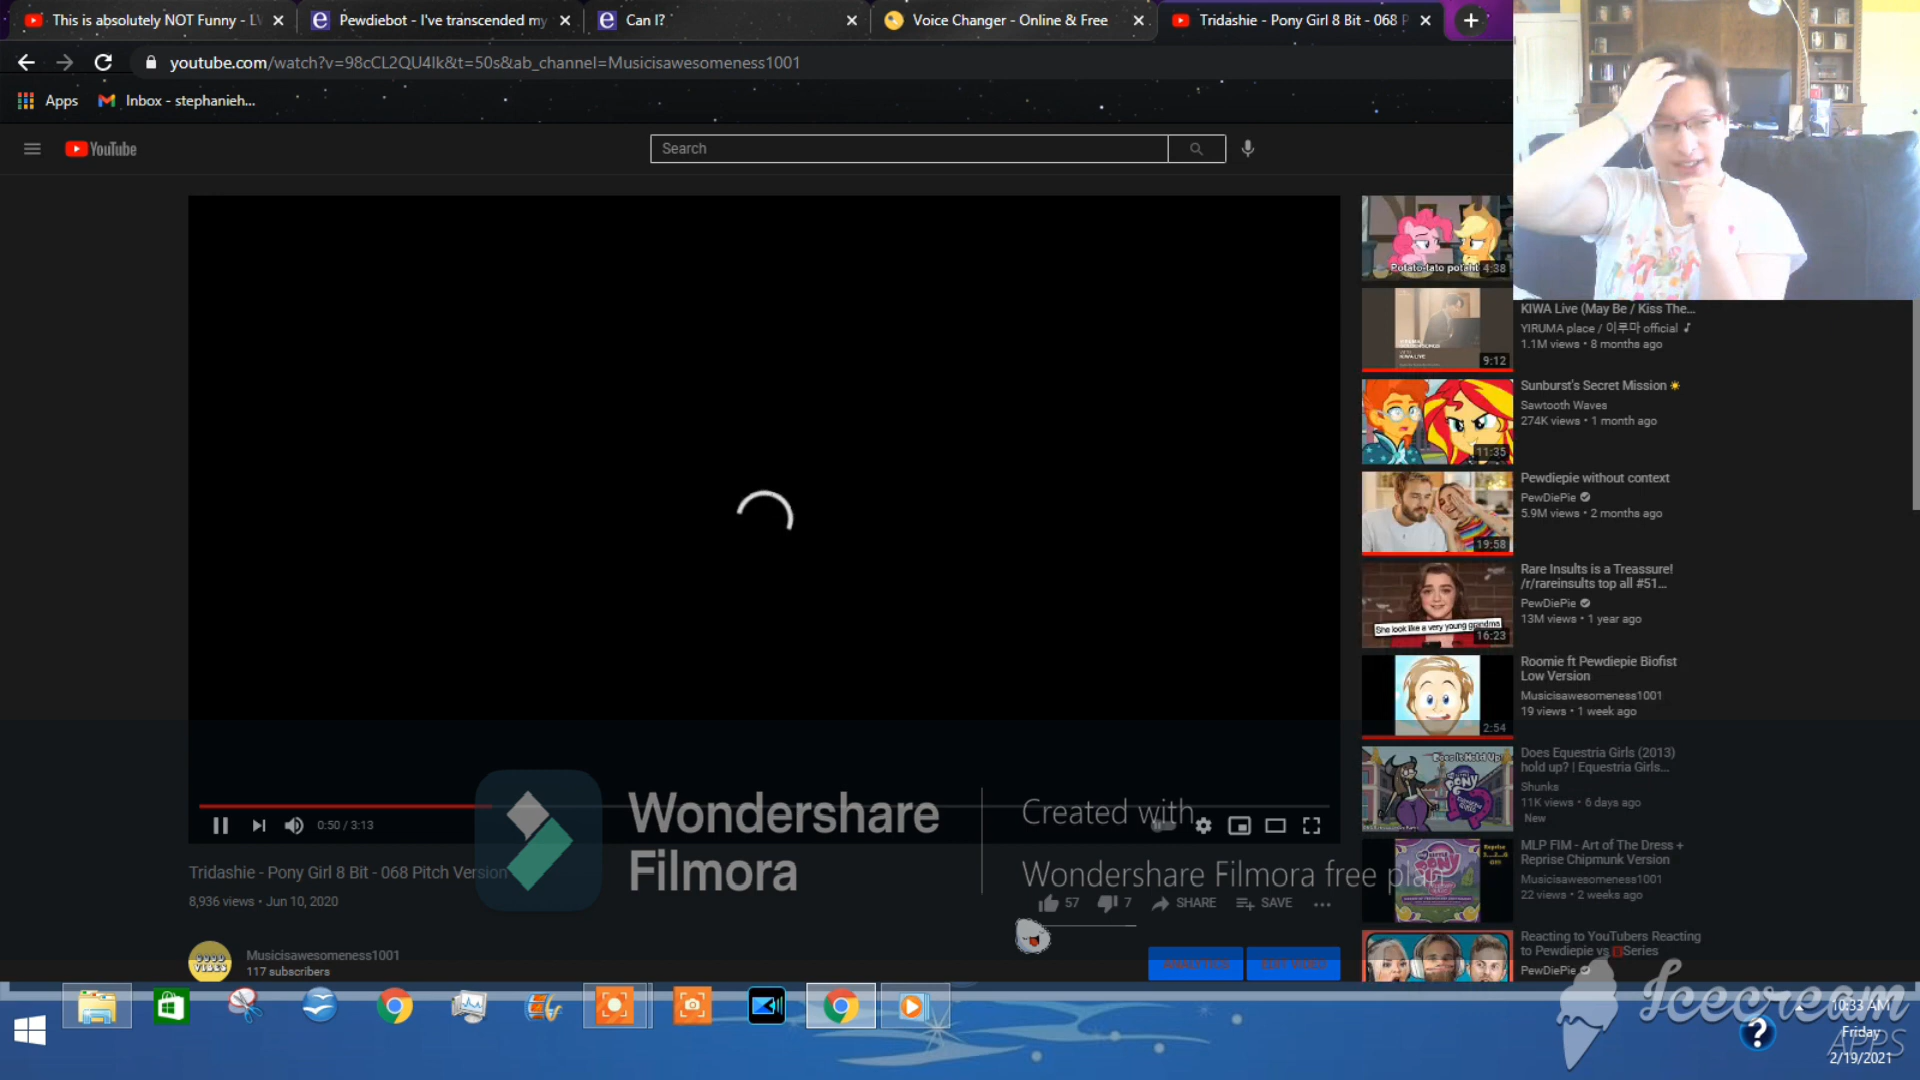 This is absolutely NOT Funny - LV
Pewdiebot - I've transcended my
Can I?
Voice Changer - Online & Free
Tridashie - Pony Girl 8 Bit - 068 P
youtube.com/watch?v=98cCL2QU4Ik&t=50s&ab_channel=Musicisawesomeness1001
Apps
Inbox - stephanieh...
YouTube
Search
Potato-tato potaht
4:38
KIWA Live (May Be / Kiss The...
YIRUMA place / 이루마 official ♪
1.1M views • 8 months ago
KIWA LIVE
9:12
Sunburst's Secret Mission ☀
Sawtooth Waves
274K views • 1 month ago
11:35
Pewdiepie without context
PewDiePie
5.9M views • 2 months ago
19:58
Rare Insults is a Treassure!
/r/rareinsults top all #51...
PewDiePie
13M views • 1 year ago
She look like a very young grandma
16:23
Roomie ft Pewdiepie Biofist
Low Version
Musicisawesomeness1001
19 views • 1 week ago
2:54
Does Equestria Girls (2013)
hold up? | Equestria Girls...
Shunks
11K views • 6 days ago
New
Wondershare
Filmora
Created with
Wondershare Filmora free plan
0:50 / 3:13
Tridashie - Pony Girl 8 Bit - 068 Pitch Version
8,936 views • Jun 10, 2020
57
7
SHARE
SAVE
MLP FIM - Art of The Dress +
Reprise Chipmunk Version
Musicisawesomeness1001
22 views • 2 weeks ago
Reacting to YouTubers Reacting
to Pewdiepie vs Series
PewDiePie
GOOD
VIBES
Musicisawesomeness1001
117 subscribers
ANALYTICS
EDIT VIDEO
Icecream
APPS
10:33 AM
Friday
2/19/2021